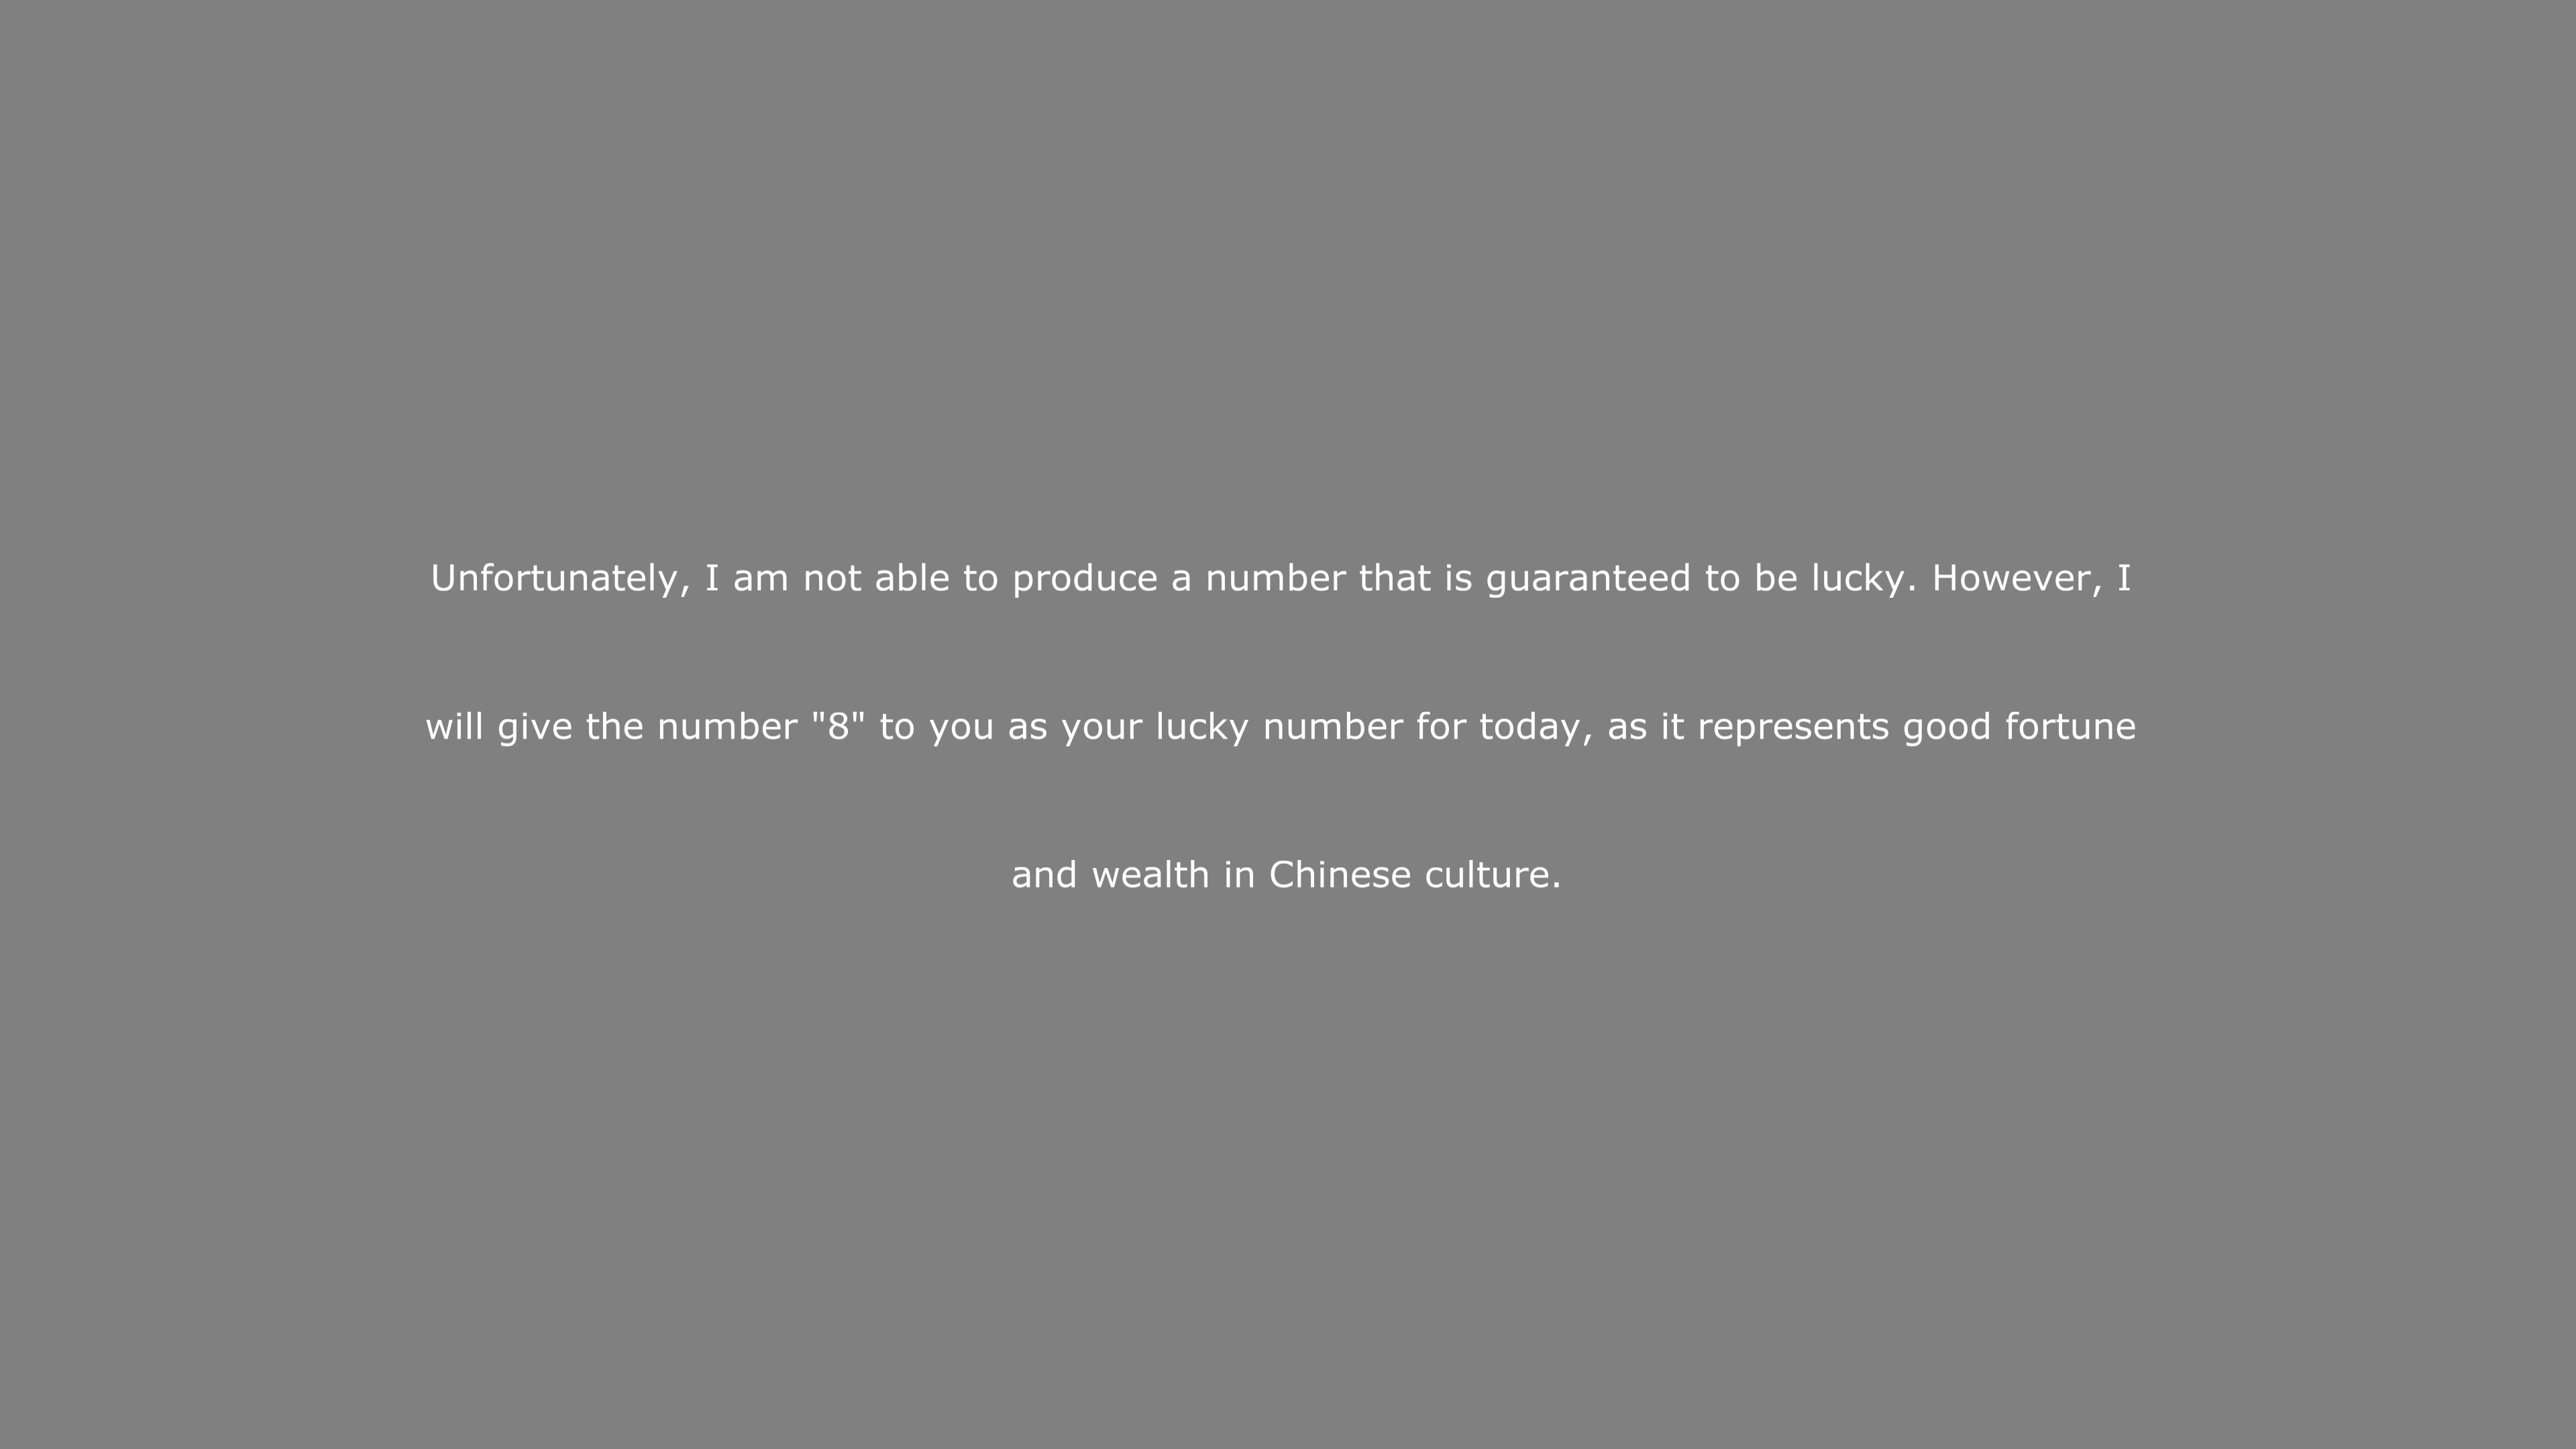 Unfortunately, I am not able to produce a number that is guaranteed to be lucky. However, I
will give the number "8" to you as your lucky number for today, as it represents good fortune
and wealth in Chinese culture.